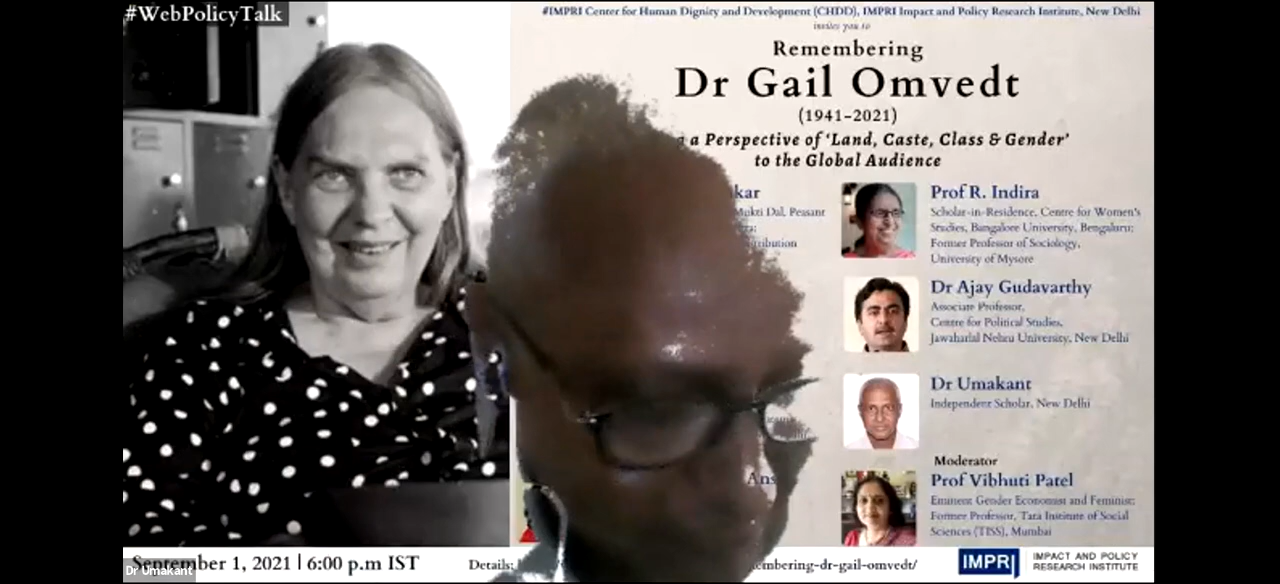 #WebPolicyTalk
#IMPRI Center for Human Dignity and Development (CHDD), IMPRI Impact and Policy Research Institute, New Delhi
invites you to
Remembering
Dr Gail Omvedt
(1941-2021)
a Perspective of 'Land, Caste, Class & Gender'
to the Global Audience
kar
Mukti Dal, Peasant
Prof R. Indira
Scholar-in-Residence, Centre for Women's
Studies, Bangalore University, Bengaluru;
Former Professor of Sociology,
University of Mysore
Dr Ajay Gudavarthy
Associate Professor,
Centre for Political Studies,
Jawaharlal Nehru University, New Delhi
Dr Umakant
Independent Scholar, New Delhi
Ans
Moderator
Prof Vibhuti Patel
Eminent Gender Economist and Feminist;
Former Professor, Tata Institute of Social
Sciences (TISS), Mumbai
September 1, 2021 | 6:00 p.m IST
Details:
embering-dr-gail-omvedt/
IMPRI
IMPACT AND POLICY
RESEARCH INSTITUTE
Dr Umakant